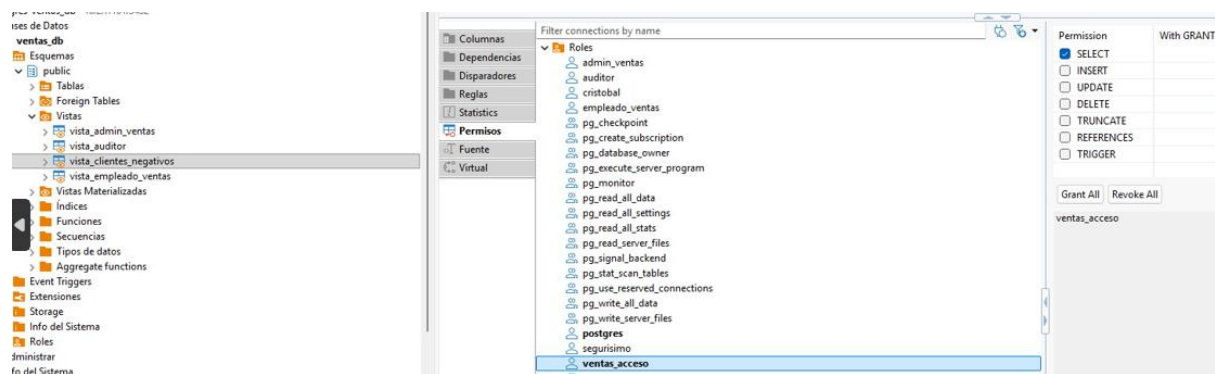 ventas_db
Esquemas
public
Tablas
Foreign Tables
Vistas
vista_admin_ventas
vista_auditor
vista_clientes_negativos
vista_empleado_ventas
Vistas Materializadas
Índices
Funciones
Secuencias
Tipos de datos
Aggregate functions
Event Triggers
Extensiones
Storage
Info del Sistema
Roles
Columnas
Dependencias
Disparadores
Reglas
Statistics
Permisos
Fuente
Virtual
Filter connections by name
Roles
admin_ventas
auditor
cristobal
empleado_ventas
pg_checkpoint
pg_create_subscription
pg_database_owner
pg_execute_server_program
pg_monitor
pg_read_all_data
pg_read_all_settings
pg_read_all_stats
pg_read_server_files
pg_signal_backend
pg_stat_scan_tables
pg_use_reserved_connections
pg_write_all_data
pg_write_server_files
postgres
segurisimo
ventas_acceso
Permission With GRANT
SELECT
INSERT
UPDATE
DELETE
TRUNCATE
REFERENCES
TRIGGER
Grant All Revoke All
ventas_acceso